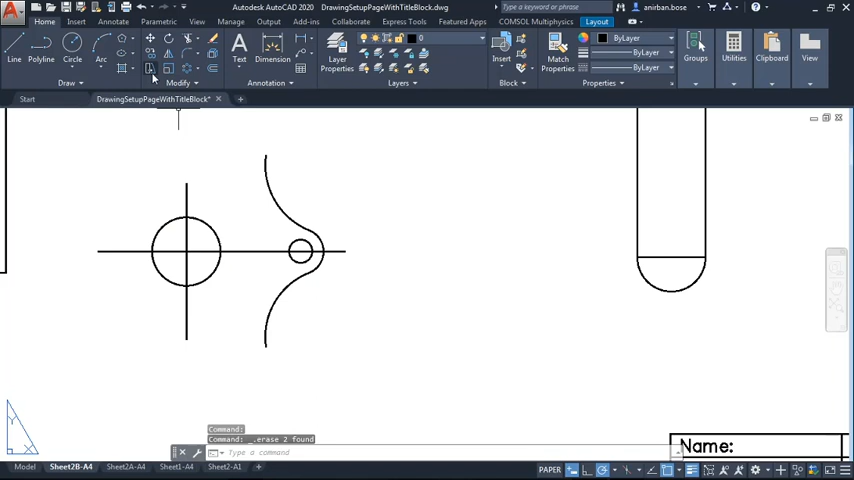 Autodesk AutoCAD 2020 DrawingSetupPageWithTitleBlock.dwg Type a keyword or phrase anirban.bose
Home Insert Annotate Parametric View Manage Output Add-ins Collaborate Express Tools Featured Apps COMSOL Multiphysics Layout
Line Polyline Circle Arc Text Dimension Layer Properties 0 Insert Match Properties ByLayer ByLayer ByLayer Groups Utilities Clipboard View
Draw Modify Annotation Layers Block Properties
Start DrawingSetupPageWithTitleBlock*
Command:
Command: _.erase 2 found
Type a command
Name:
Y
X
Model Sheet2B-A4 Sheet2A-A4 Sheet1-A4 Sheet2-A1 PAPER